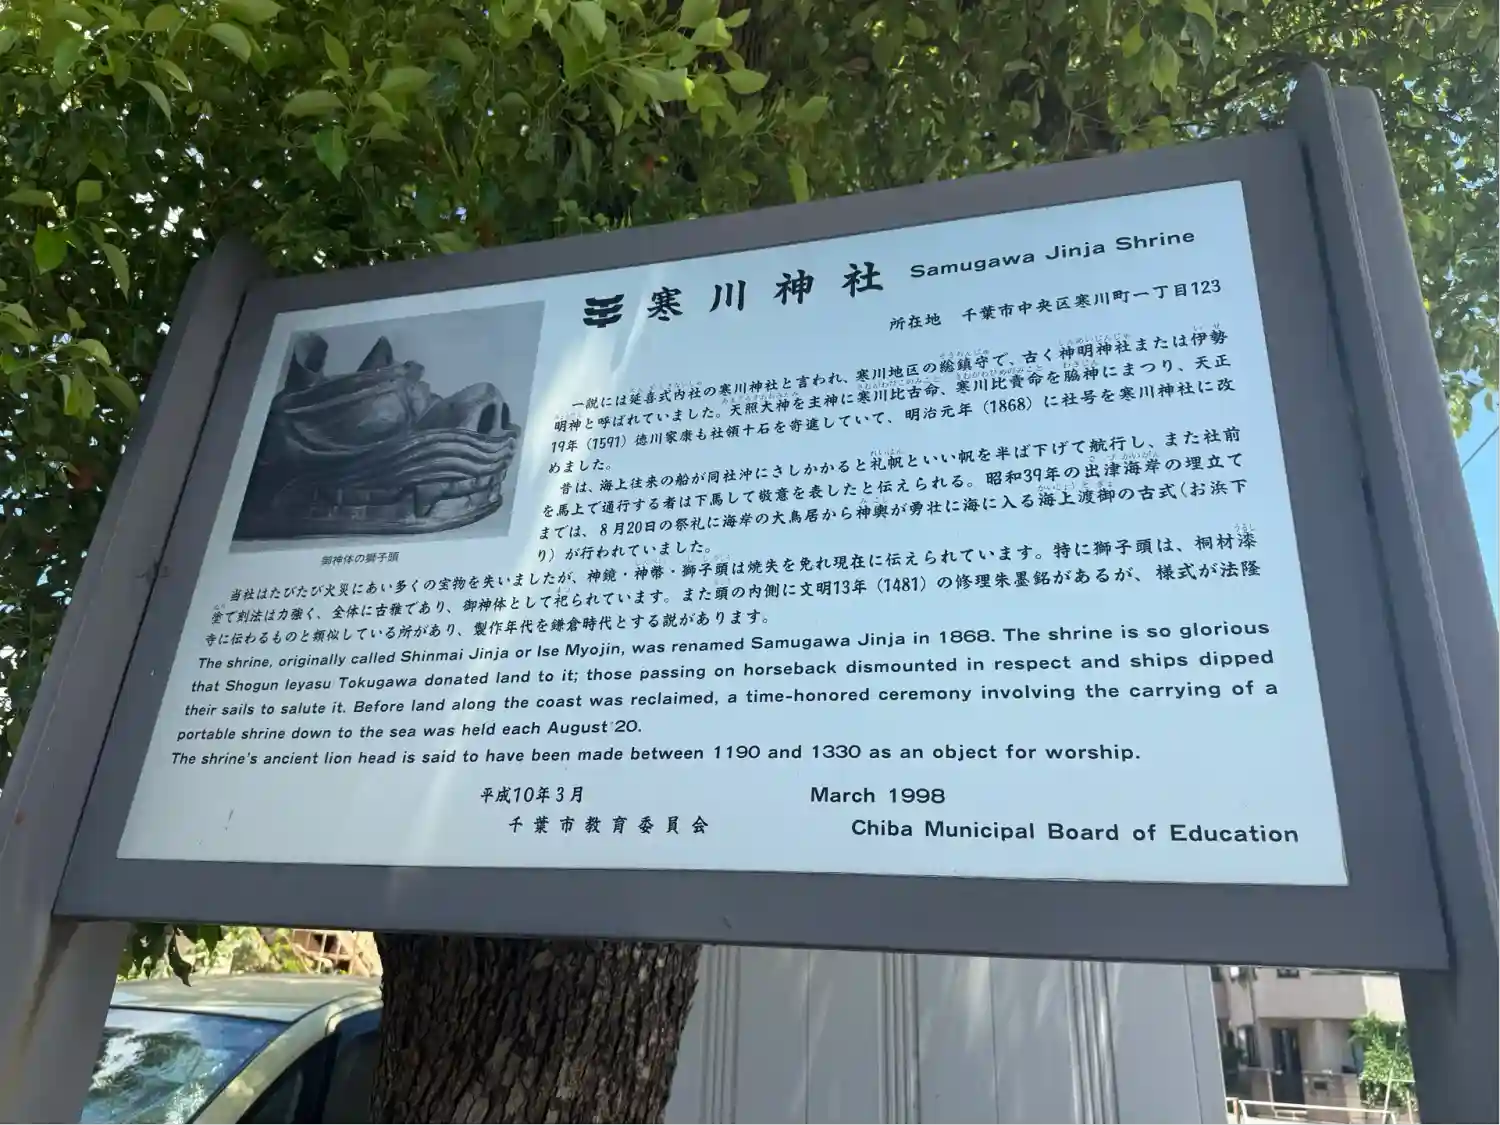 寒川神社 Samugawa Jinja Shrine
所在地 千葉市中央区寒川町一丁目123
一説には延喜式内社の寒川神社と言われ、寒川地区の総鎮守で、古く神明神社または伊勢
明神と呼ばれていました。天照大神を主神に寒川比古命、寒川比賣命を脇神にまつり、天正
19年(1591)徳川家康も社領十石を寄進していて、明治元年(1868)に社号を寒川神社に改
めました。
昔は、海上往来の船が同社沖にさしかかると礼帆といい帆を半ば下げて航行し、また社前
を馬上で通行する者は下馬して敬意を表したと伝えられる。昭和39年の出津海岸の埋立て
までは、8月20日の祭礼に海岸の大鳥居から神輿が勇壮に海に入る海上渡御の古式(お浜下
り)が行われていました。
御神体の獅子頭
当社はたびたび火災にあい多くの宝物を失いましたが、神鏡・神幣・獅子頭は焼失を免れ現在に伝えられています。特に獅子頭は、桐材漆
塗で刻法は力強く、全体に古雅であり、御神体として祀られています。また頭の内側に文明13年(1481)の修理朱墨銘があるが、様式が法隆
寺に伝わるものと類似している所があり、製作年代を鎌倉時代とする説があります。
The shrine, originally called Shinmai Jinja or Ise Myojin, was renamed Samugawa Jinja in 1868. The shrine is so glorious
that Shogun Ieyasu Tokugawa donated land to it; those passing on horseback dismounted in respect and ships dipped
their sails to salute it. Before land along the coast was reclaimed, a time-honored ceremony involving the carrying of a
portable shrine down to the sea was held each August 20.
The shrine's ancient lion head is said to have been made between 1190 and 1330 as an object for worship.
平成10年3月 March 1998
千葉市教育委員会 Chiba Municipal Board of Education